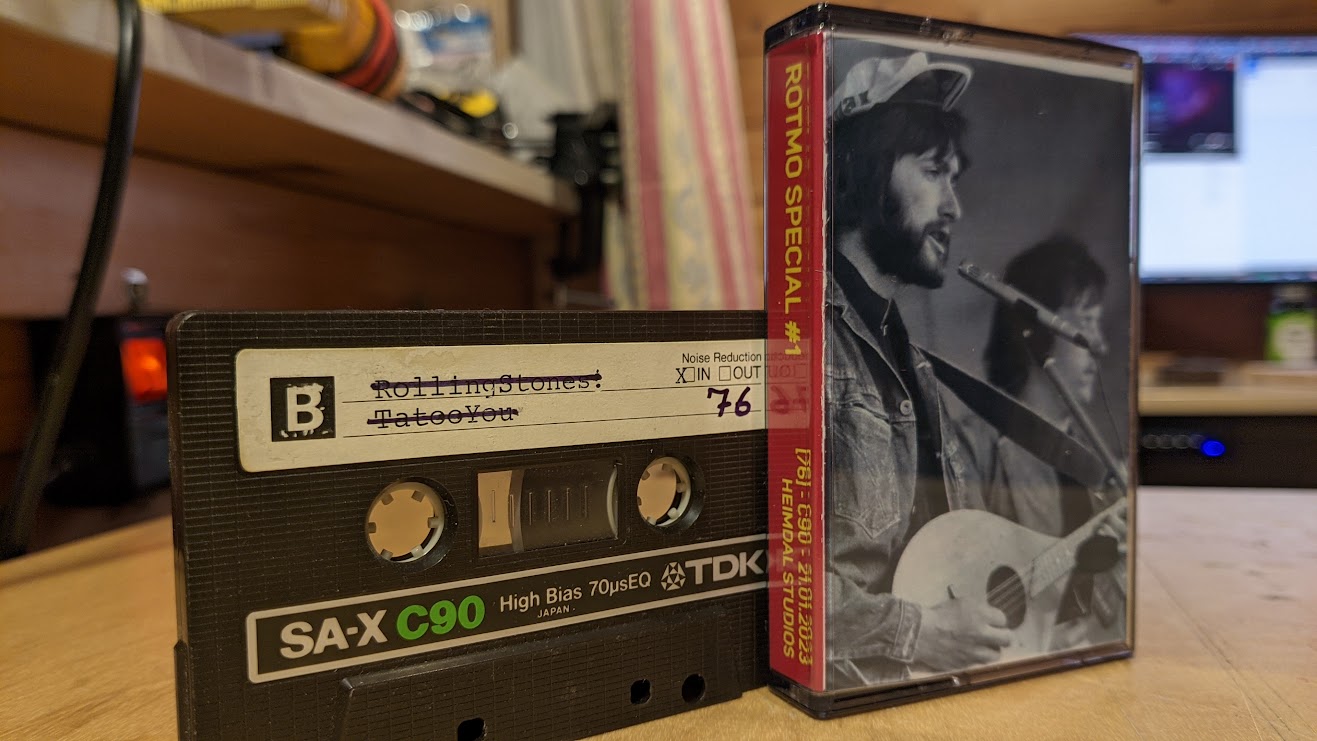 B
RollingStones!
TatooYou
Noise Reduction
X IN OUT
76
SA-X C90 High Bias 70µsEQ TDK
JAPAN
ROTMO SPECIAL #1
[76] - C90 - 21.01.2023
HEIMDAL STUDIOS